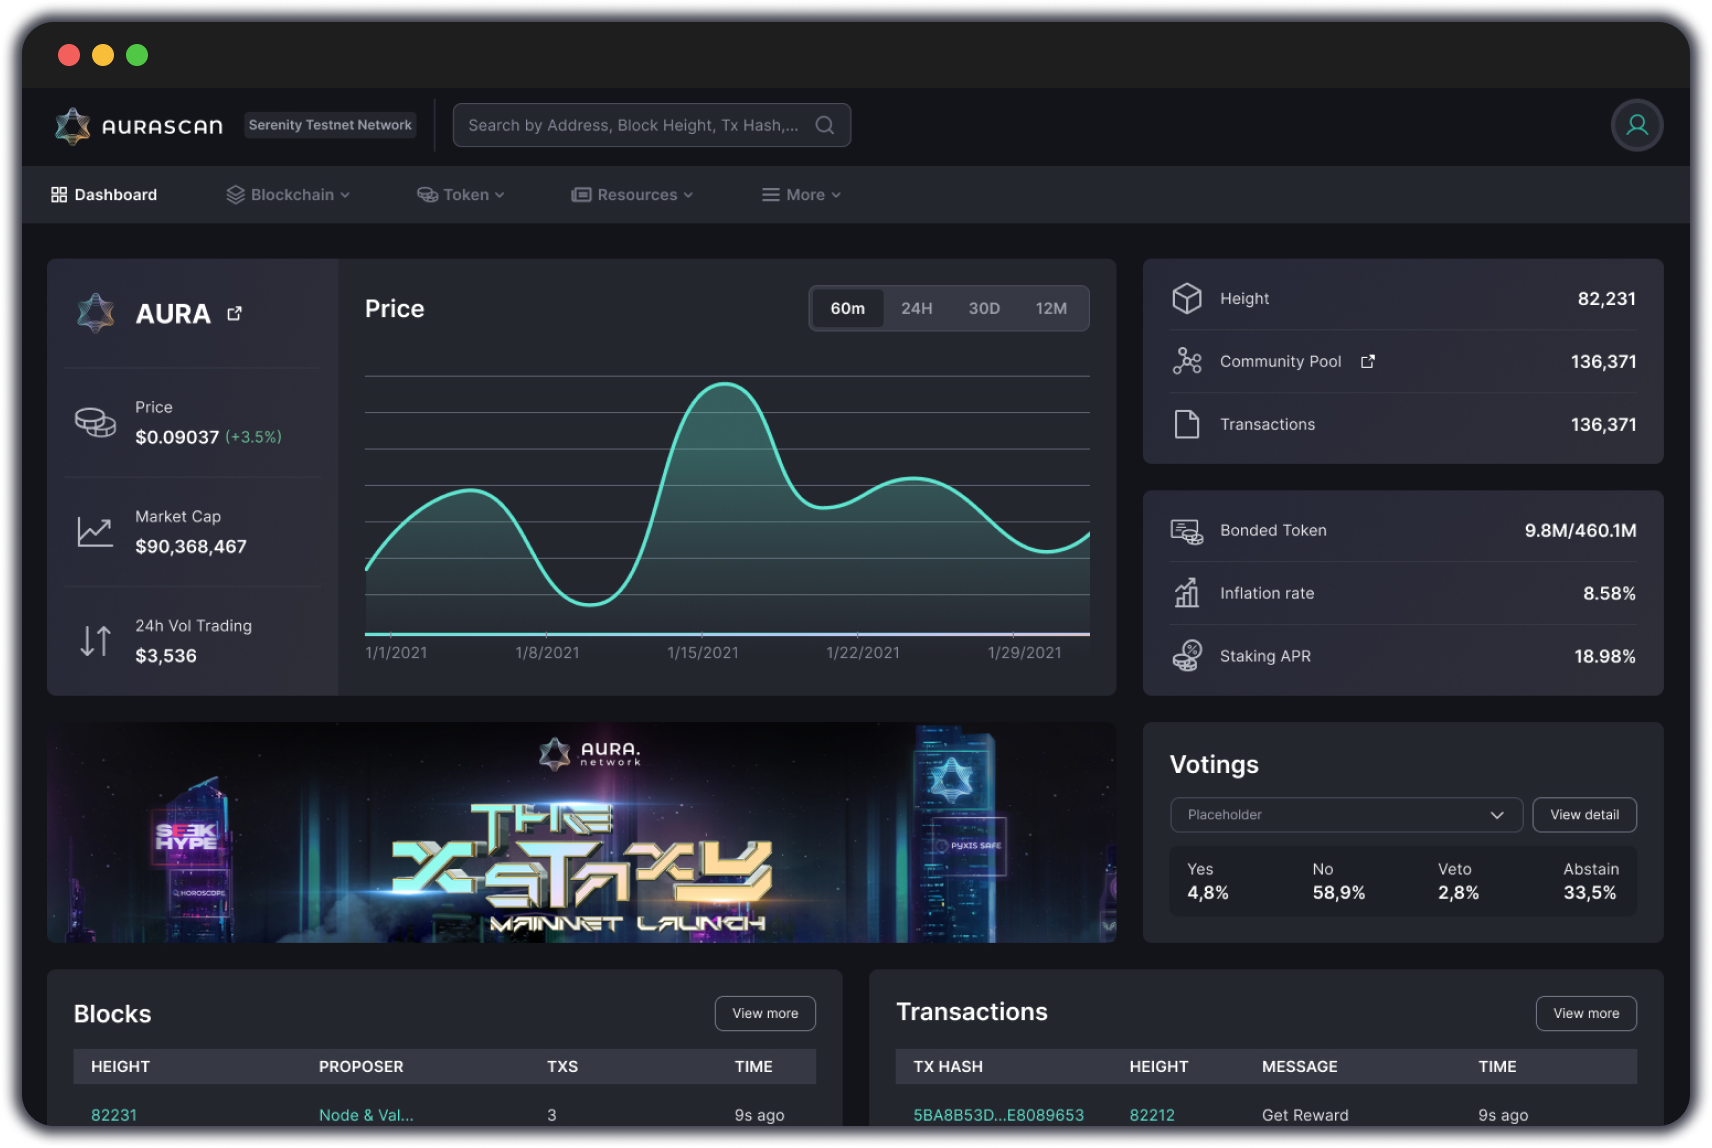 AURASCAN
Serenity Testnet Network
Search by Address, Block Height, Tx Hash,...
Dashboard
Blockchain
Token
Resources
More
AURA
Price
$0.09037 (+3.5%)
Market Cap
$90,368,467
24h Vol Trading
$3,536
Price
60m 24H 30D 12M
1/1/2021 1/8/2021 1/15/2021 1/22/2021 1/29/2021
Height 82,231
Community Pool 136,371
Transactions 136,371
Bonded Token 9.8M/460.1M
Inflation rate 8.58%
Staking APR 18.98%
AURA.
network
THE
XSTAXY
MAINNET LAUNCH
SEEK
HYPE
HOROSCOPE
PYXIS SAFE
Votings
Placeholder
View detail
Yes No Veto Abstain
4,8% 58,9% 2,8% 33,5%
Blocks
View more
HEIGHT PROPOSER TXS TIME
82231 Node & Val... 3 9s ago
Transactions
View more
TX HASH HEIGHT MESSAGE TIME
5BA8B53D...E8089653 82212 Get Reward 9s ago